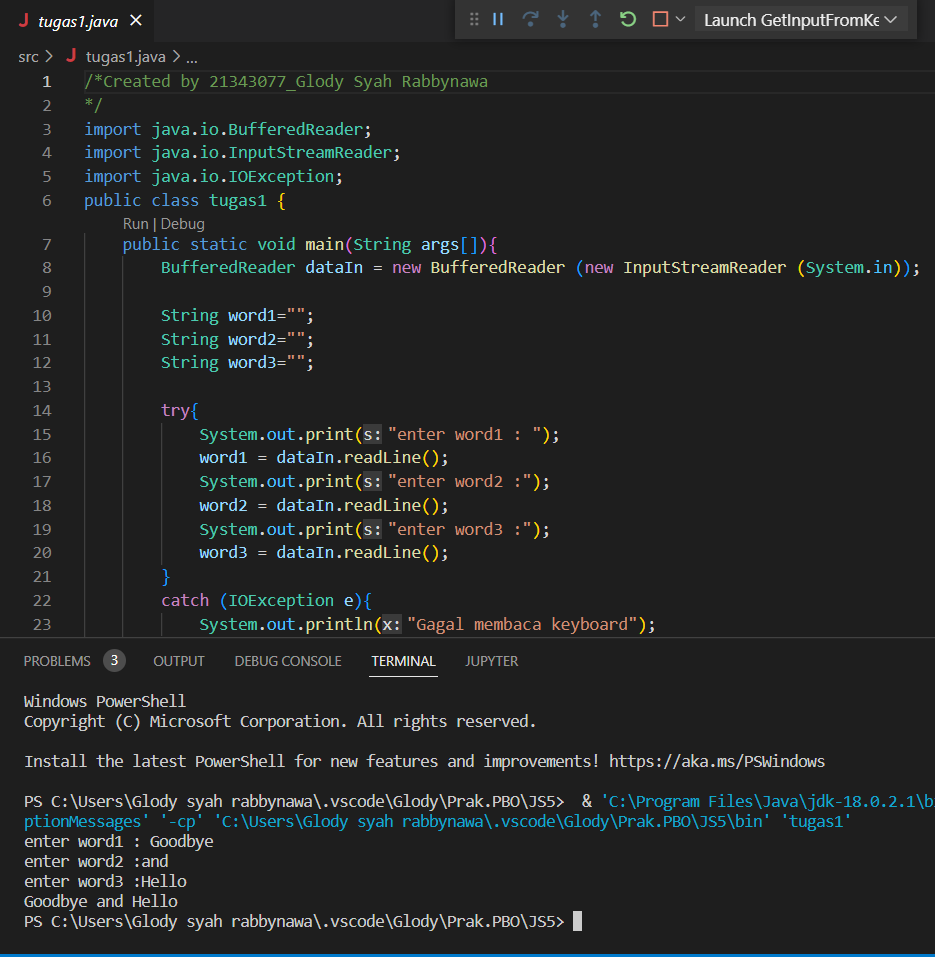 J tugas1.java ×
Launch GetInputFromKe
src > J tugas1.java > ...
1 /*Created by 21343077_Glody Syah Rabbynawa
2 */
3 import java.io.BufferedReader;
4 import java.io.InputStreamReader;
5 import java.io.IOException;
6 public class tugas1 {
Run | Debug
7 public static void main(String args[]){
8 BufferedReader dataIn = new BufferedReader (new InputStreamReader (System.in));
9
10 String word1="";
11 String word2="";
12 String word3="";
13
14 try{
15 System.out.print(s: "enter word1 : ");
16 word1 = dataIn.readLine();
17 System.out.print(s: "enter word2 :");
18 word2 = dataIn.readLine();
19 System.out.print(s: "enter word3 :");
20 word3 = dataIn.readLine();
21 }
22 catch (IOException e){
23 System.out.println(x: "Gagal membaca keyboard");
PROBLEMS 3 OUTPUT DEBUG CONSOLE TERMINAL JUPYTER
Windows PowerShell
Copyright (C) Microsoft Corporation. All rights reserved.
Install the latest PowerShell for new features and improvements! https://aka.ms/PSWindows
PS C:\Users\Glody syah rabbynawa\.vscode\Glody\Prak.PBO\JS5> & 'C:\Program Files\Java\jdk-18.0.2.1\b
ptionMessages' '-cp' 'C:\Users\Glody syah rabbynawa\.vscode\Glody\Prak.PBO\JS5\bin' 'tugas1'
enter word1 : Goodbye
enter word2 :and
enter word3 :Hello
Goodbye and Hello
PS C:\Users\Glody syah rabbynawa\.vscode\Glody\Prak.PBO\JS5>